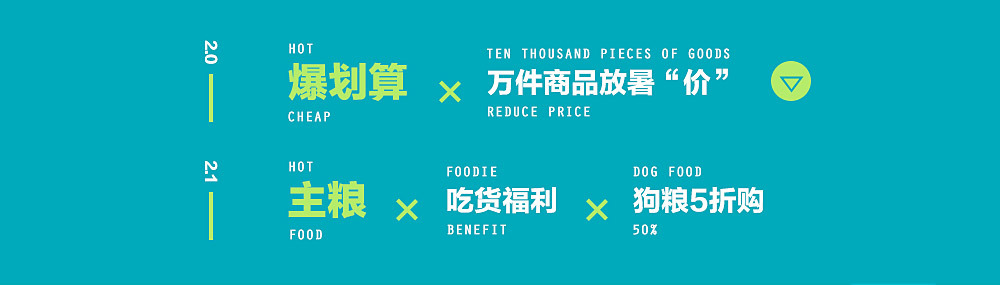 2.0
HOT
爆划算
CHEAP
×
TEN THOUSAND PIECES OF GOODS
万件商品放暑“价”
REDUCE PRICE
2.1
HOT
主粮
FOOD
×
FOODIE
吃货福利
BENEFIT
×
DOG FOOD
狗粮5折购
50%